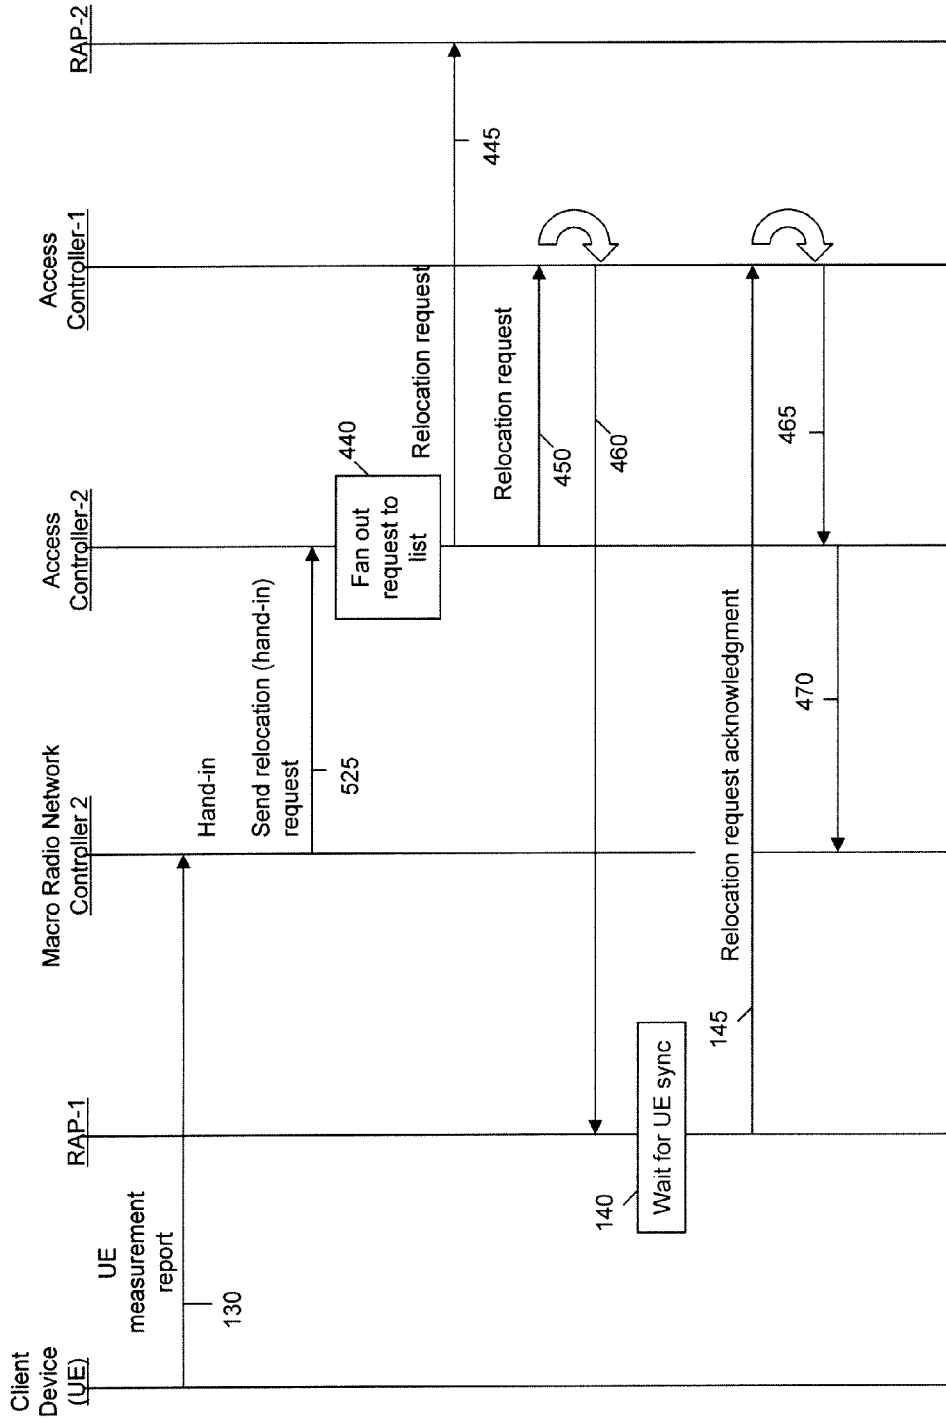 Client
Device
(UE)
RAP-1
Macro Radio Network
Controller 2
Access
Controller-2
Access
Controller-1
RAP-2
UE
measurement
report
130
Hand-in
Send relocation (hand-in)
request
525
Fan out
request to
list
440
Relocation request
445
Relocation request
450
460
140
Wait for UE sync
145
Relocation request acknowledgment
465
470